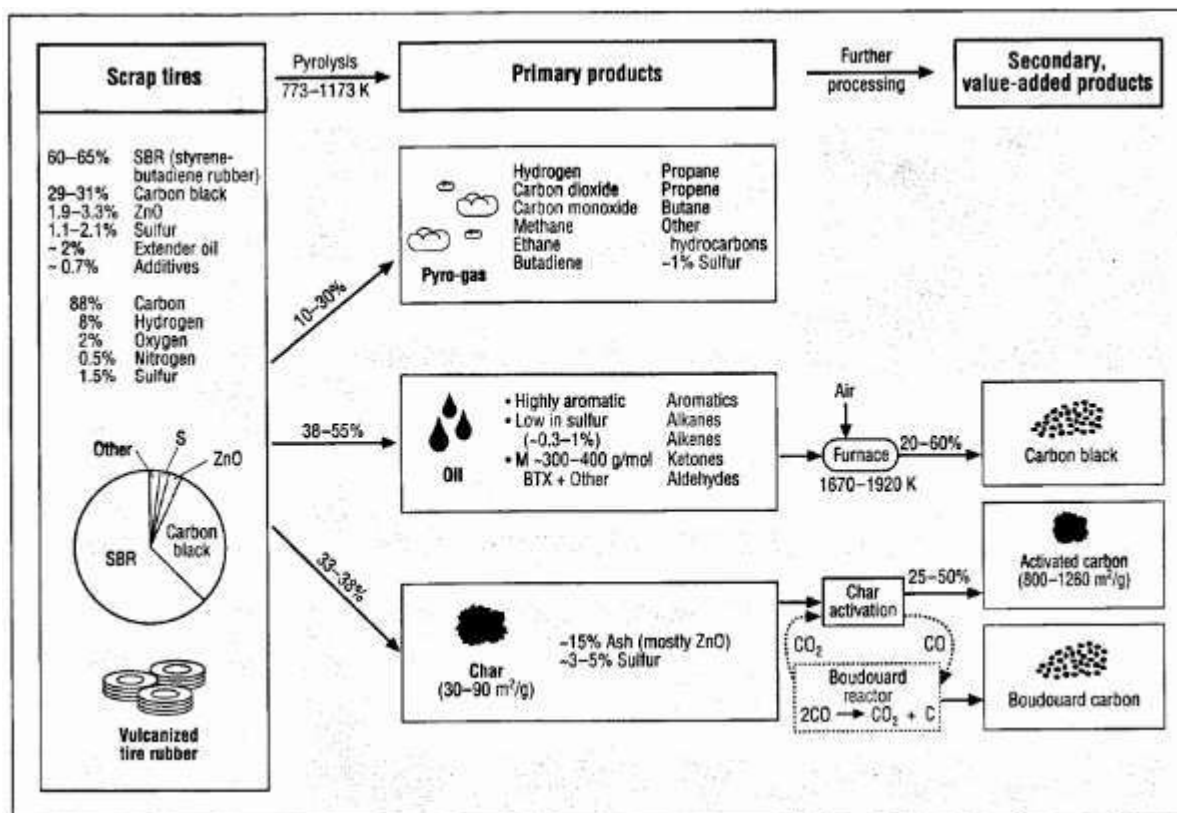 Scrap tires
Pyrolysis
773–1173 K
Primary products
Further
processing
Secondary,
value-added products
60–65% SBR (styrene-
butadiene rubber)
29–31% Carbon black
1.9–3.3% ZnO
1.1–2.1% Sulfur
~ 2% Extender oil
~ 0.7% Additives
88% Carbon
8% Hydrogen
2% Oxygen
0.5% Nitrogen
1.5% Sulfur
Other
S
ZnO
SBR
Carbon
black
Vulcanized
tire rubber
10–30%
Pyro-gas
Hydrogen
Carbon dioxide
Carbon monoxide
Methane
Ethane
Butadiene
Propane
Propene
Butane
Other
hydrocarbons
~1% Sulfur
38–55%
Oil
• Highly aromatic
• Low in sulfur
(~0.3–1%)
• M ~300–400 g/mol
BTX + Other
Aromatics
Alkanes
Alkenes
Ketones
Aldehydes
Air
Furnace
1670–1920 K
20–60%
Carbon black
33–38%
Char
(30–90 m²/g)
~15% Ash (mostly ZnO)
~3–5% Sulfur
Char
activation
25–50%
Activated carbon
(800–1260 m²/g)
CO₂
CO
Boudouard
reactor
2CO → CO₂ + C
Boudouard carbon